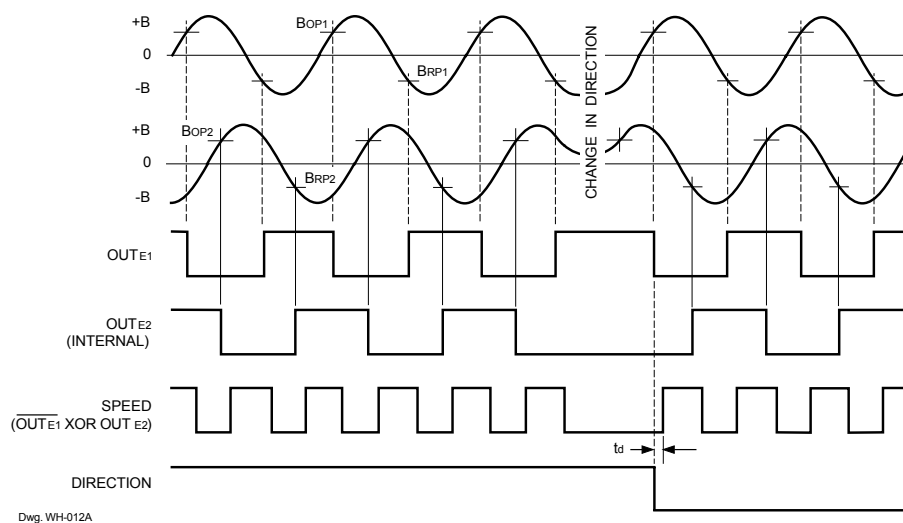 +B
0
-B
BOP1
BRP1
+B
0
-B
BOP2
BRP2
CHANGE IN DIRECTION
OUTE1
OUTE2
(INTERNAL)
SPEED
(OUTE1 XOR OUT E2)
td
DIRECTION
Dwg. WH-012A